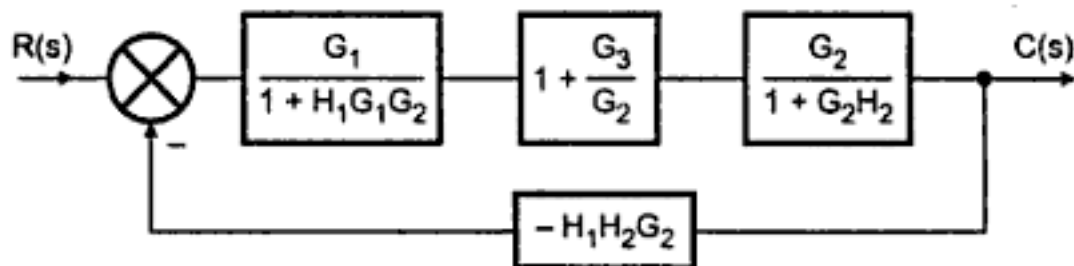 R(s)
G₁
1 + H₁G₁G₂
1 + G₃
G₂
G₂
1 + G₂H₂
C(s)
–
– H₁H₂G₂